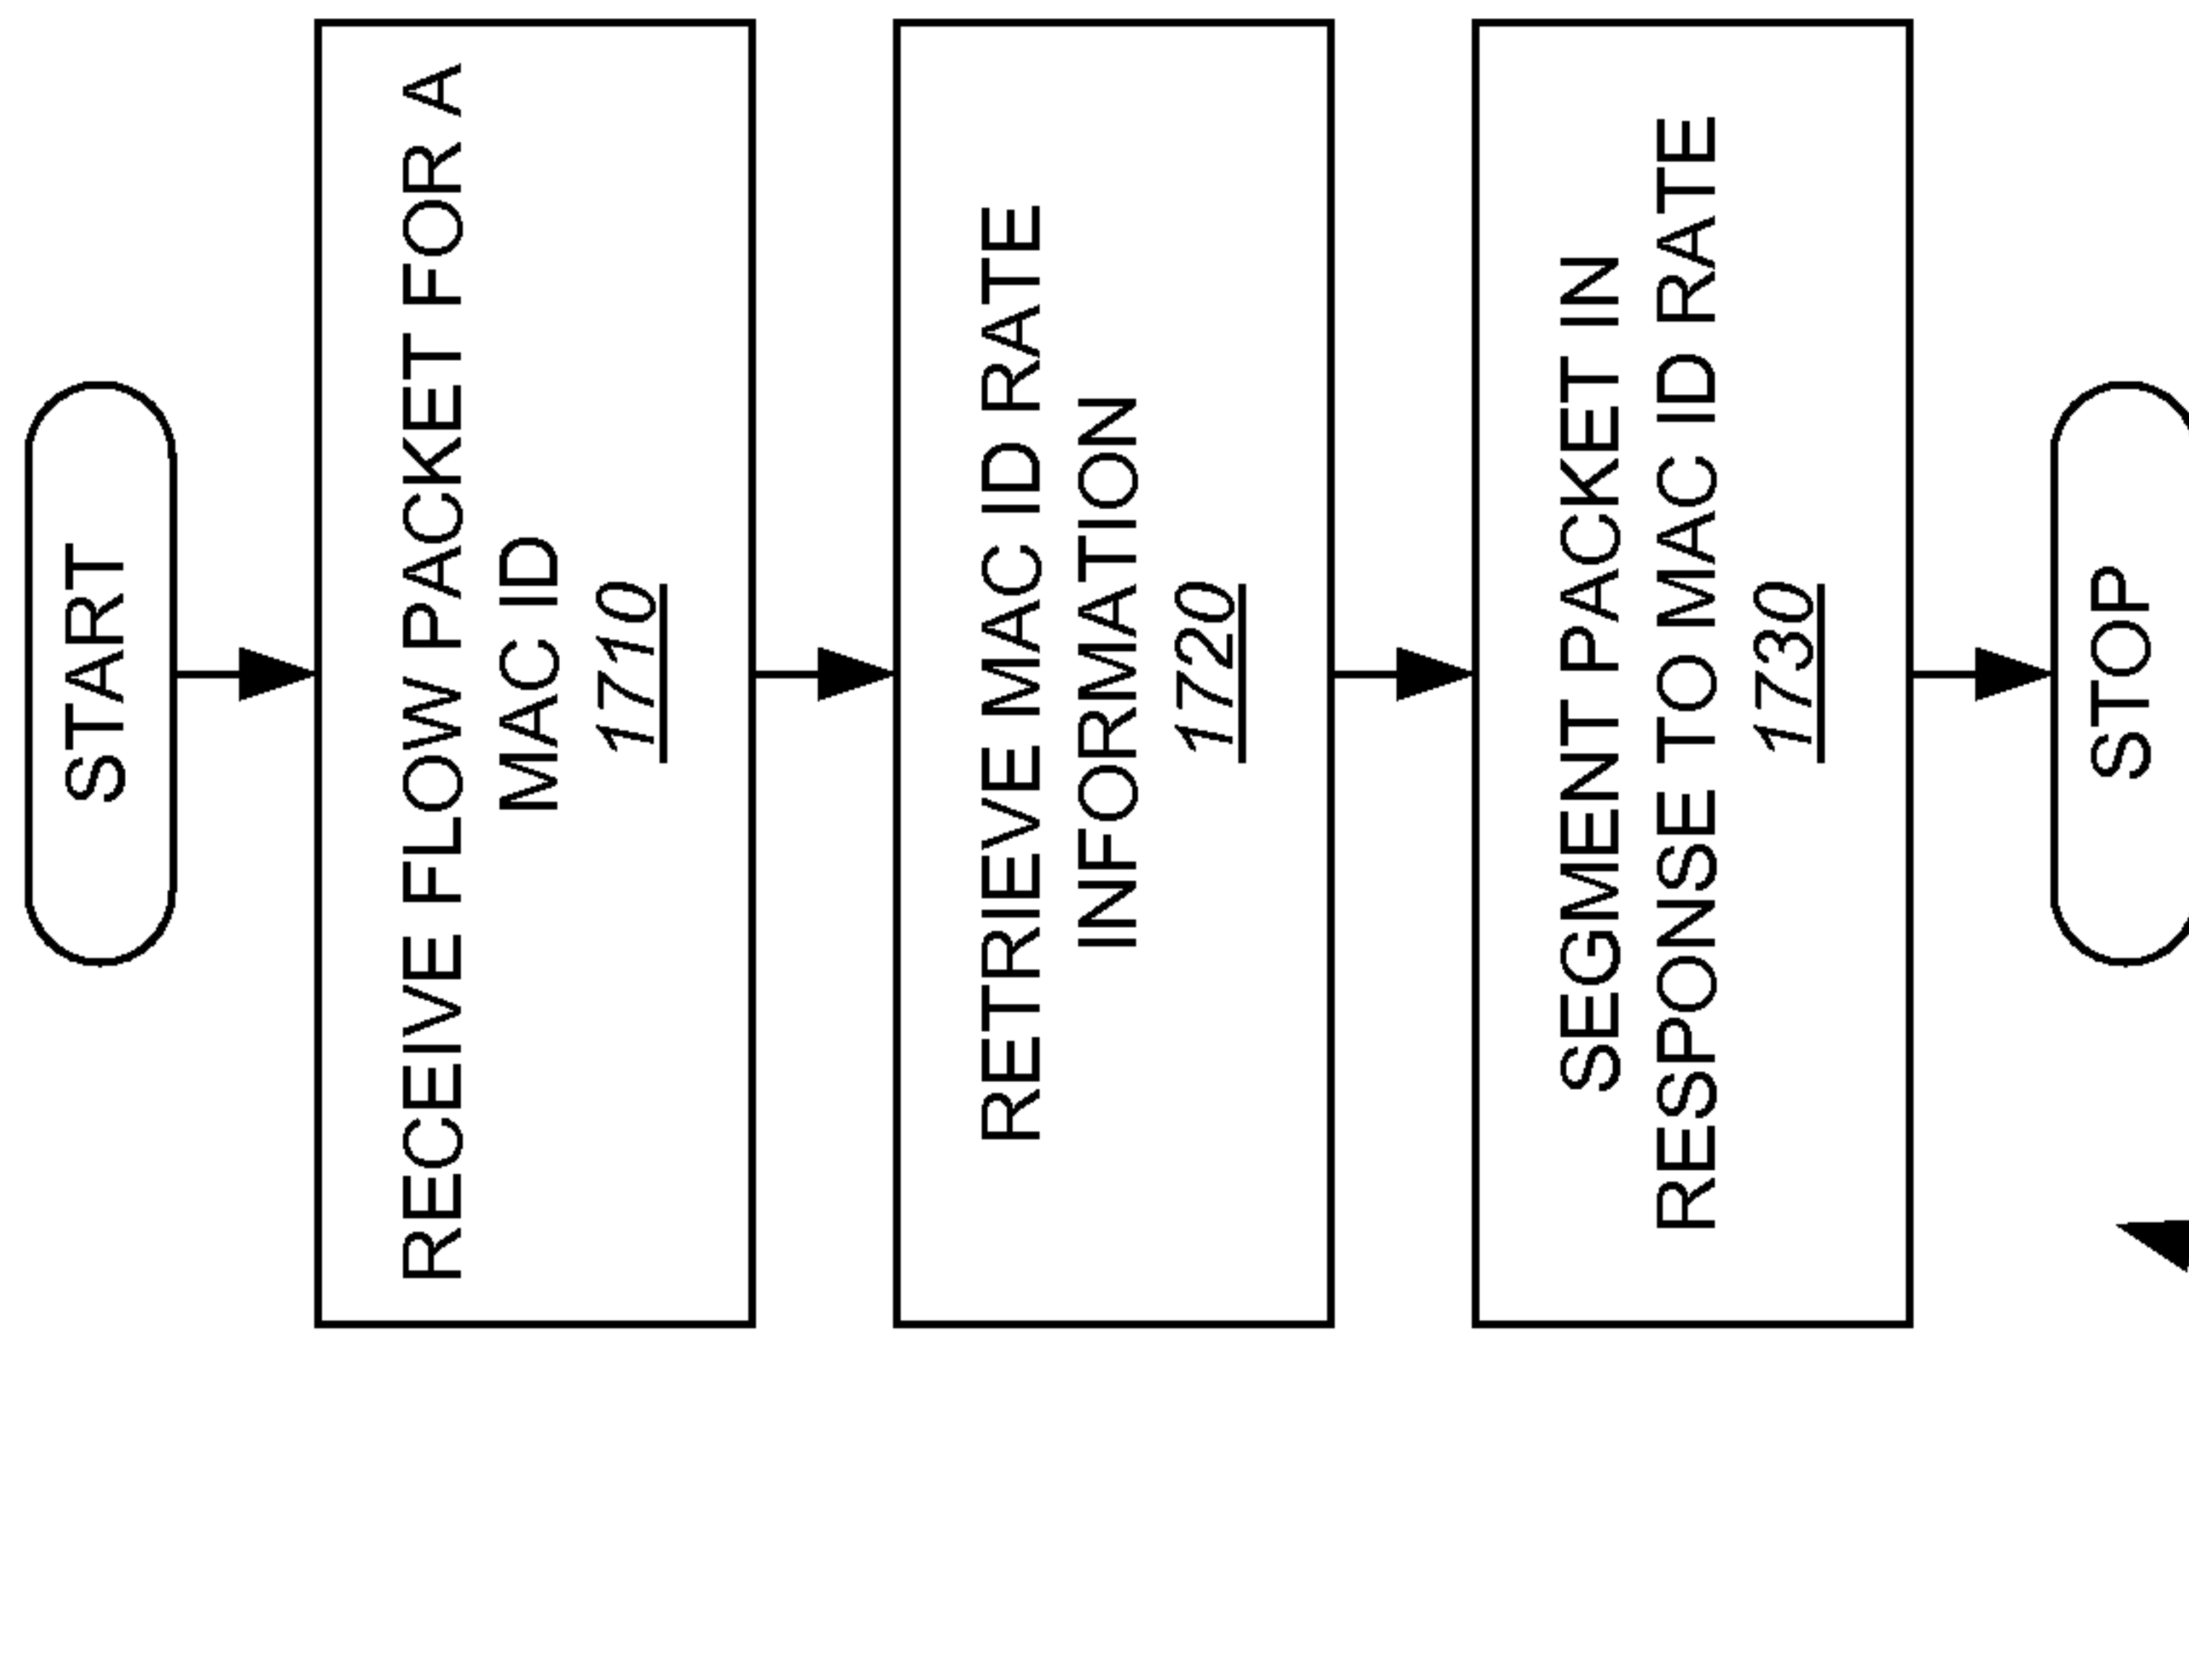 START
RECEIVE FLOW PACKET FOR A
MAC ID
1710
RETRIEVE MAC ID RATE
INFORMATION
1720
SEGMENT PACKET IN
RESPONSE TO MAC ID RATE
1730
STOP